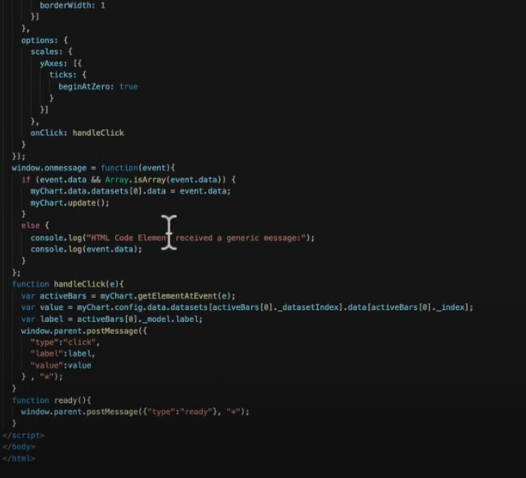 borderWidth: 1
}]
},
options: {
scales: {
yAxes: [{
ticks: {
beginAtZero: true
}
}]
},
onClick: handleClick
}
});
window.onmessage = function(event){
if (event.data && Array.isArray(event.data)) {
myChart.data.datasets[0].data = event.data;
myChart.update();
}
else {
console.log("HTML Code Element received a generic message:");
console.log(event.data);
}
};
function handleClick(e){
var activeBars = myChart.getElementAtEvent(e);
var value = myChart.config.data.datasets[activeBars[0]._datasetIndex].data[activeBars[0]._index];
var label = activeBars[0]._model.label;
window.parent.postMessage({
"type":"click",
"label":label,
"value":value
} , "*");
}
function ready(){
window.parent.postMessage({"type":"ready"}, "*");
}
</script>
</body>
</html>